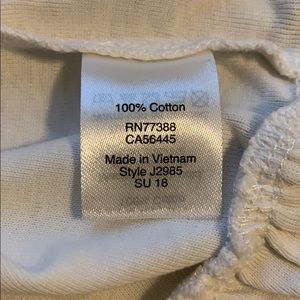 100% Cotton
RN77388
CA56445
Made in Vietnam
Style J2985
SU 18